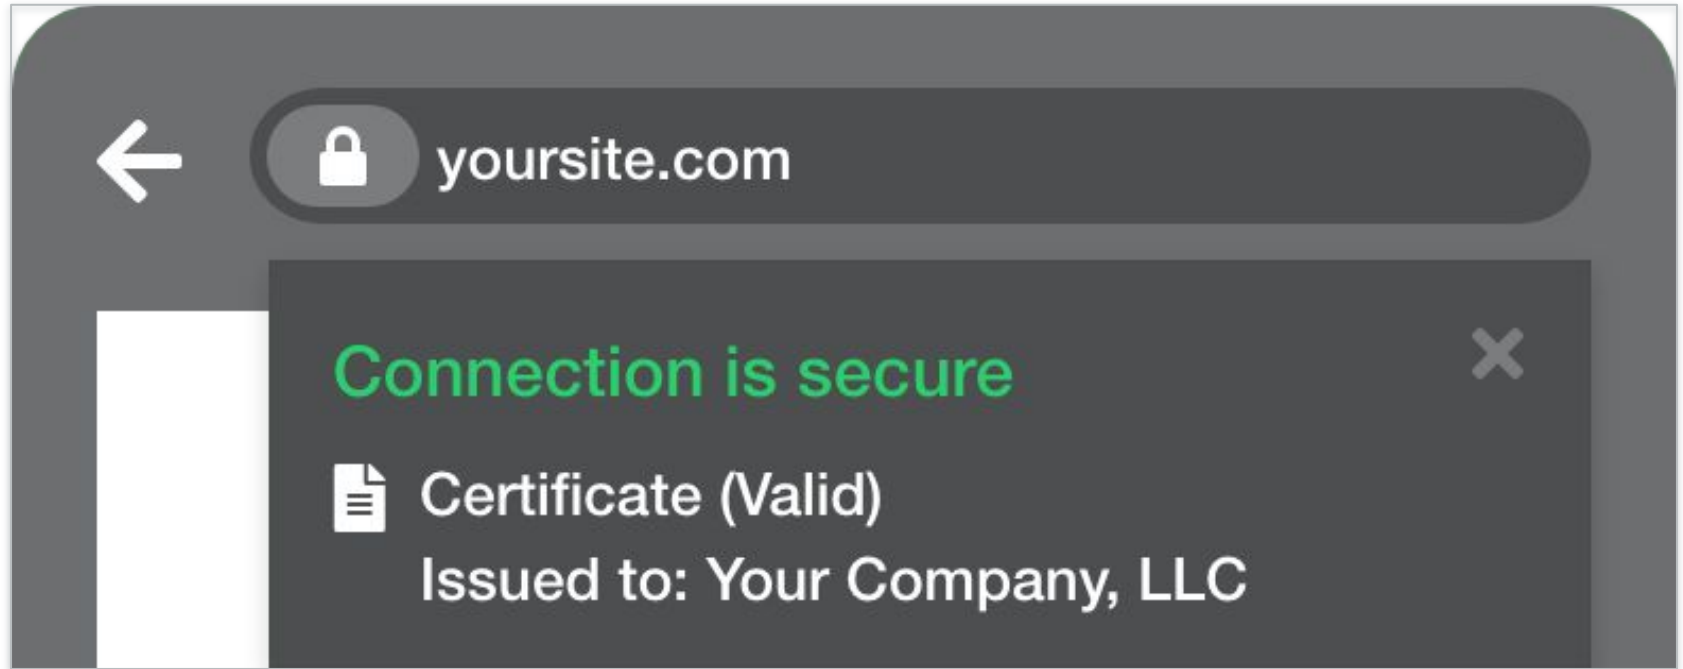 yoursite.com
Connection is secure
Certificate (Valid)
Issued to: Your Company, LLC